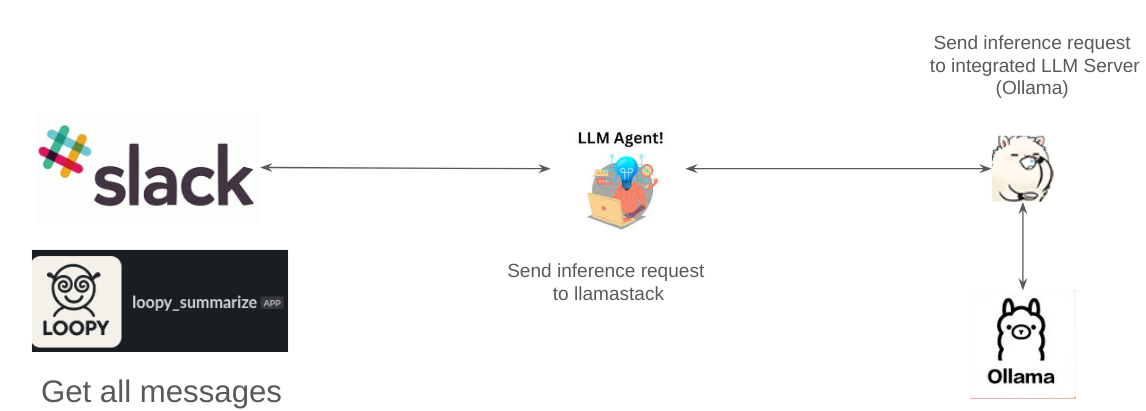 Send inference request
to integrated LLM Server
(Ollama)
slack
LLM Agent!
LOOPY
loopy_summarize APP
Send inference request
to llamastack
Ollama
Get all messages